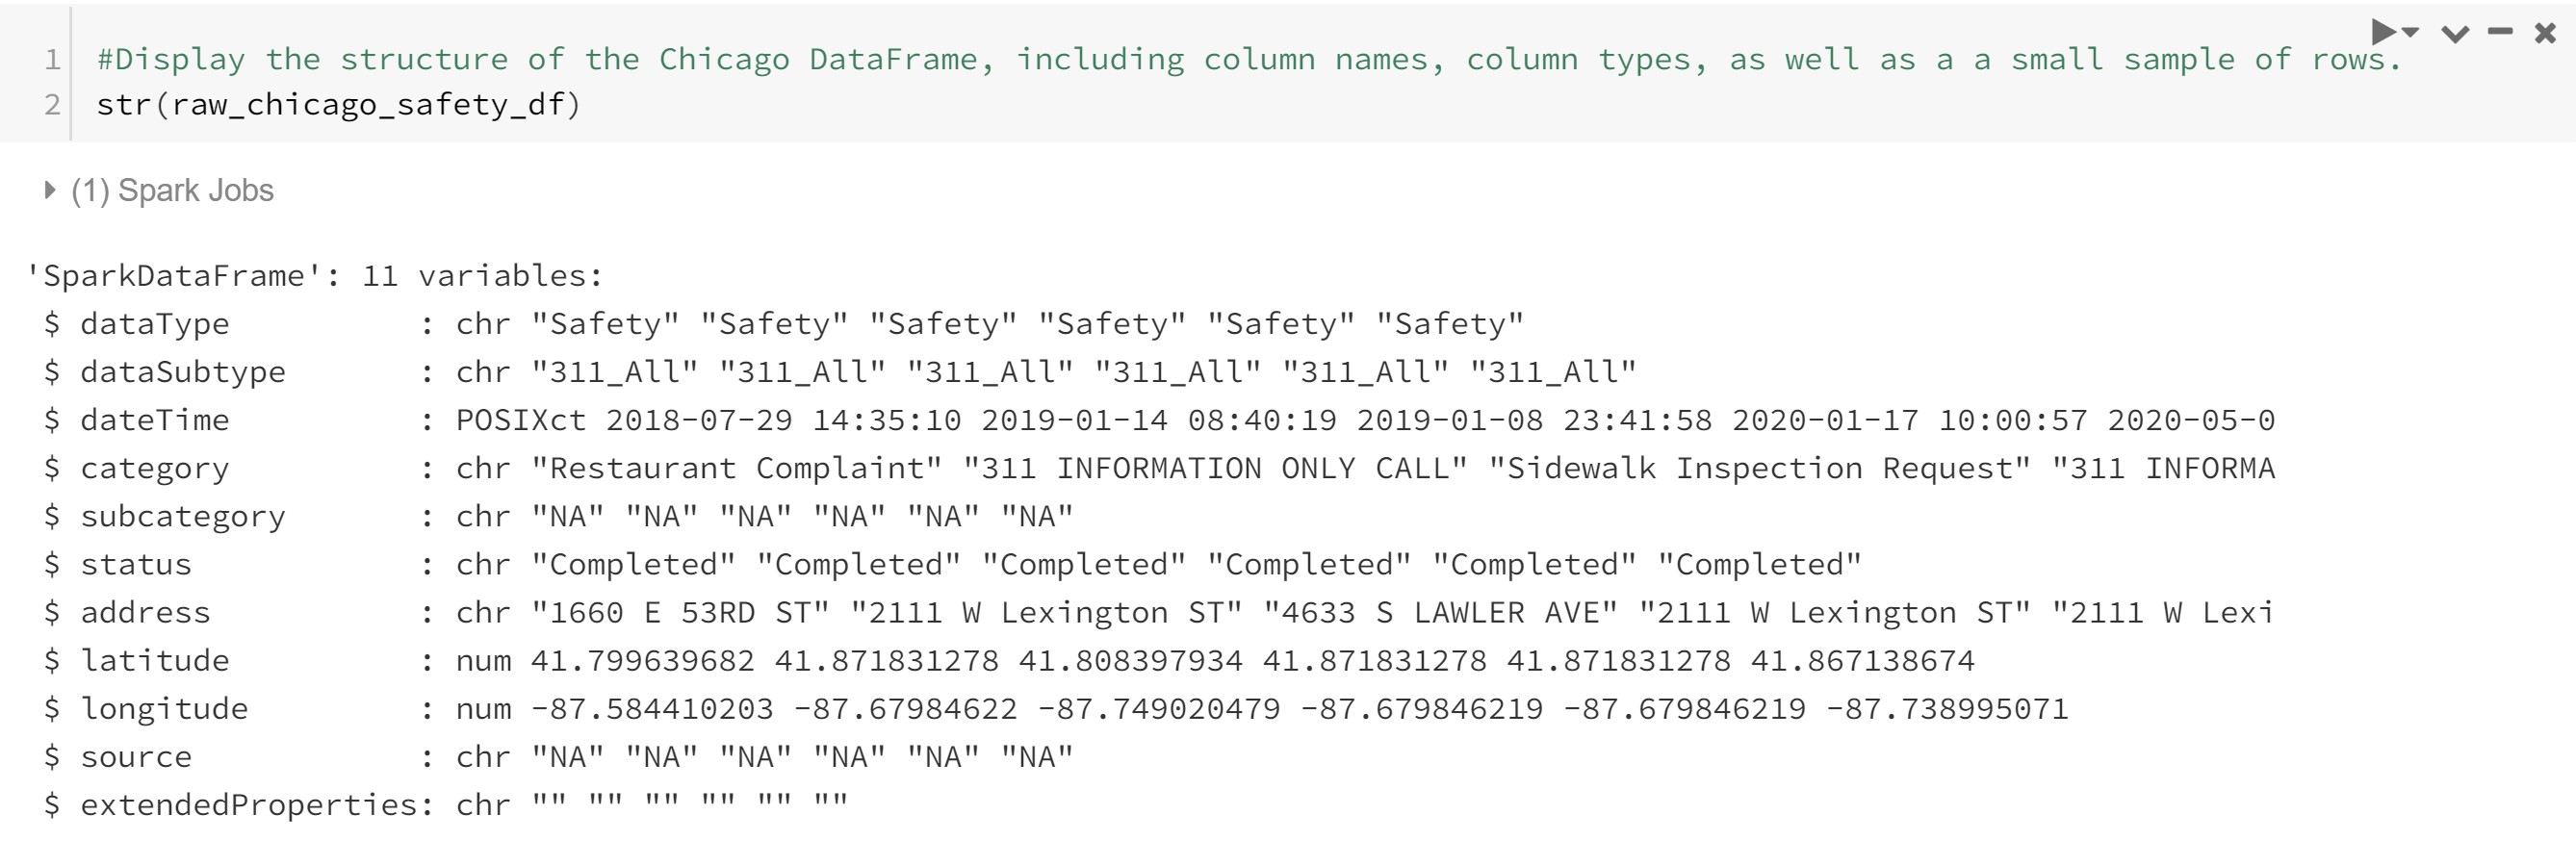 1 #Display the structure of the Chicago DataFrame, including column names, column types, as well as a a small sample of rows.
2 str(raw_chicago_safety_df)
(1) Spark Jobs
'SparkDataFrame': 11 variables:
$ dataType : chr "Safety" "Safety" "Safety" "Safety" "Safety" "Safety"
$ dataSubtype : chr "311_All" "311_All" "311_All" "311_All" "311_All" "311_All"
$ dateTime : POSIXct 2018-07-29 14:35:10 2019-01-14 08:40:19 2019-01-08 23:41:58 2020-01-17 10:00:57 2020-05-0
$ category : chr "Restaurant Complaint" "311 INFORMATION ONLY CALL" "Sidewalk Inspection Request" "311 INFORMA
$ subcategory : chr "NA" "NA" "NA" "NA" "NA" "NA"
$ status : chr "Completed" "Completed" "Completed" "Completed" "Completed" "Completed"
$ address : chr "1660 E 53RD ST" "2111 W Lexington ST" "4633 S LAWLER AVE" "2111 W Lexington ST" "2111 W Lexi
$ latitude : num 41.799639682 41.871831278 41.808397934 41.871831278 41.871831278 41.867138674
$ longitude : num -87.584410203 -87.67984622 -87.749020479 -87.679846219 -87.679846219 -87.738995071
$ source : chr "NA" "NA" "NA" "NA" "NA" "NA"
$ extendedProperties: chr "" "" "" "" "" ""